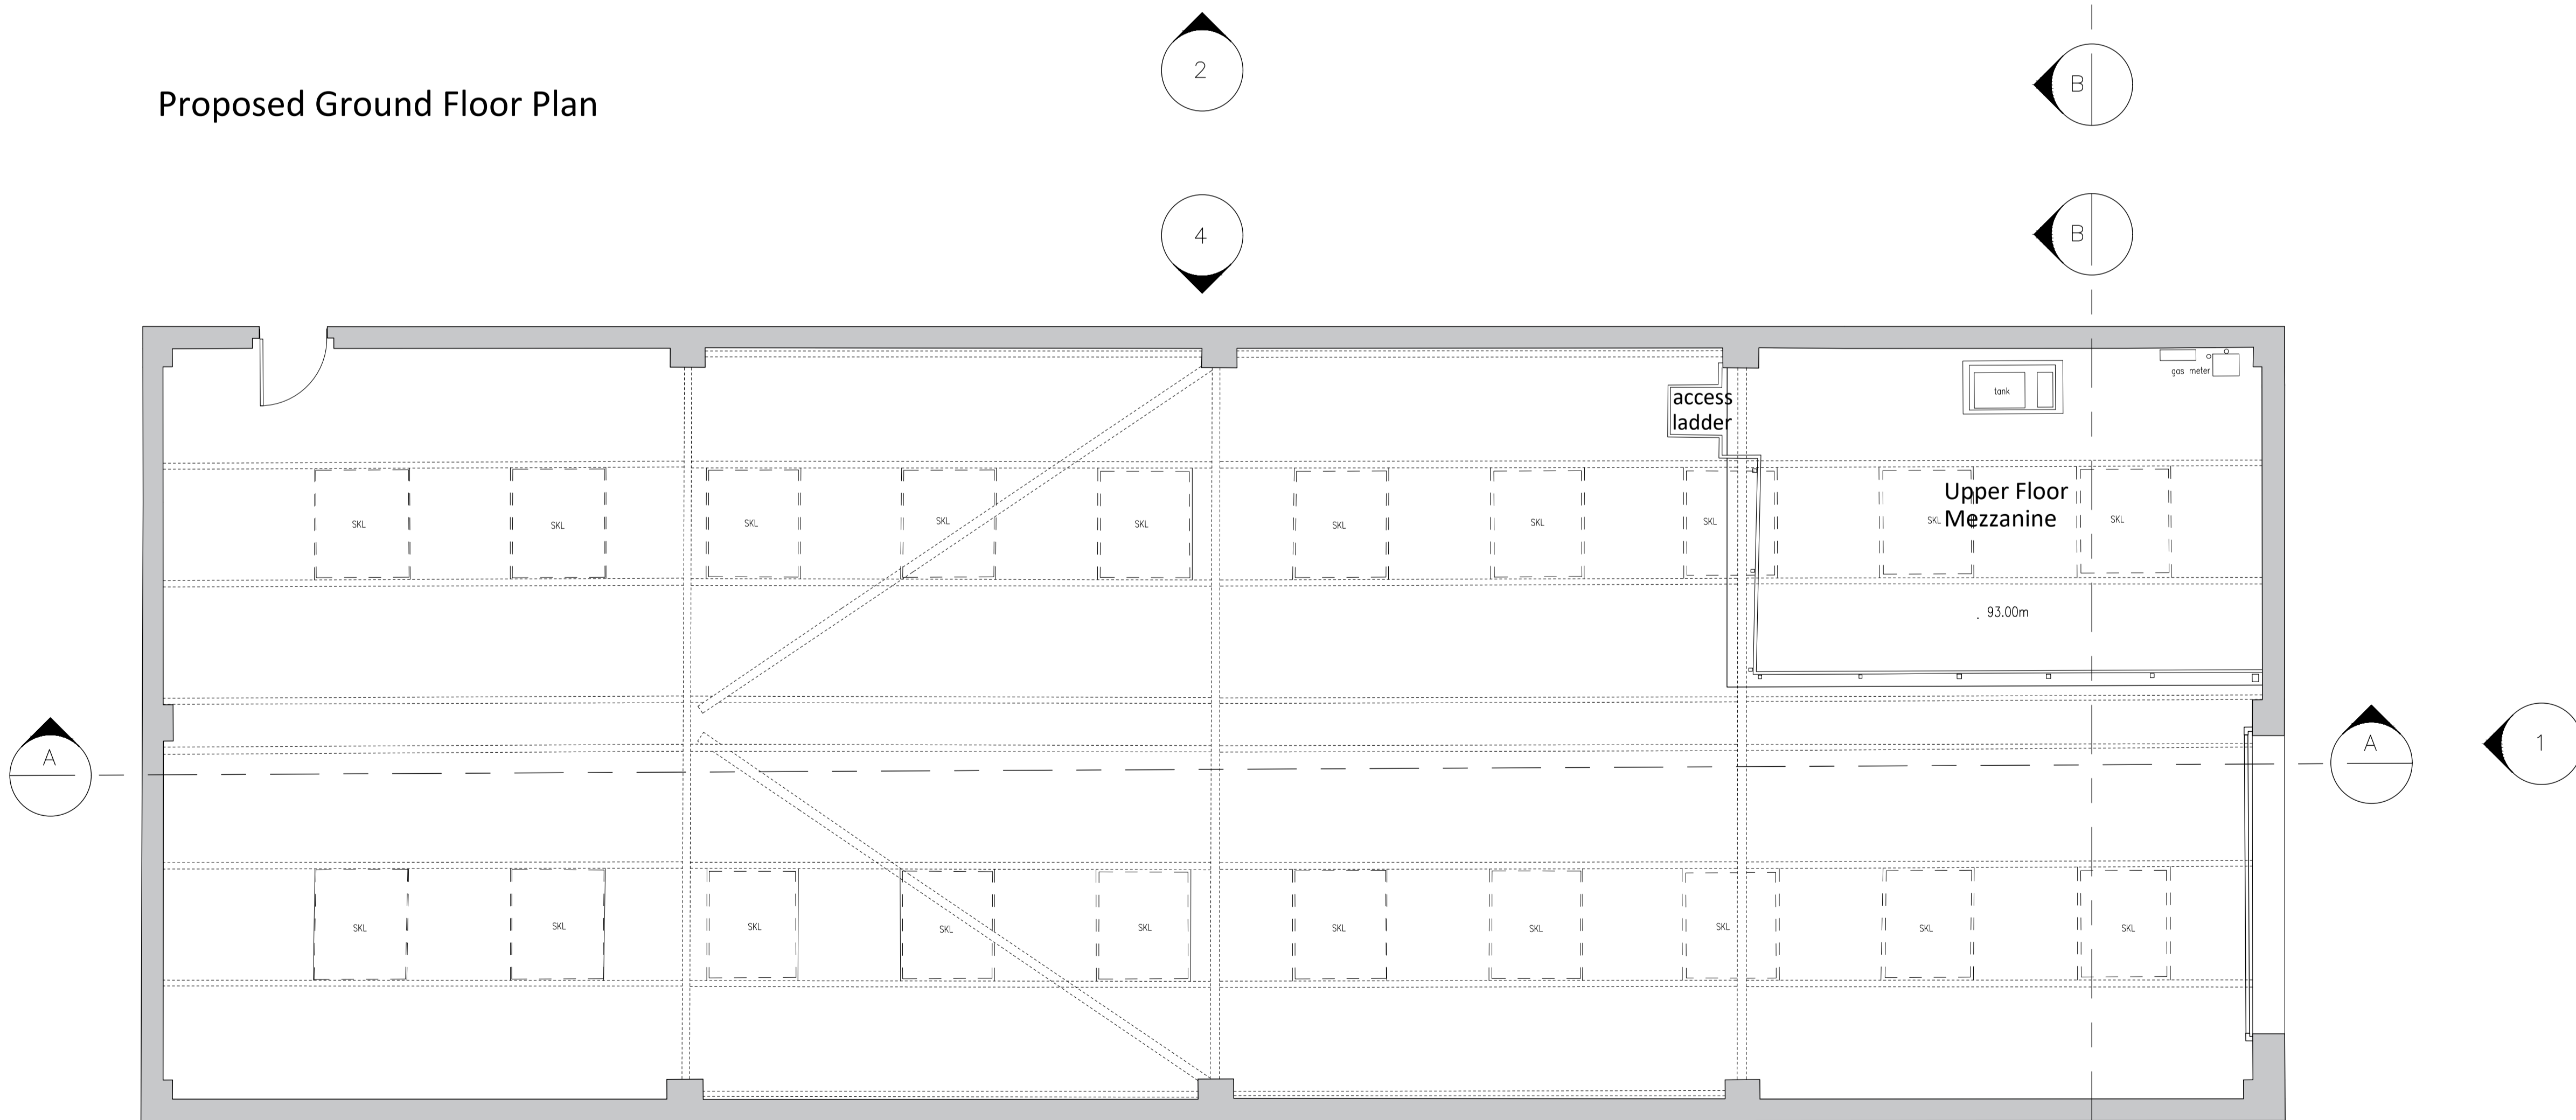 2
B
Proposed Ground Floor Plan
4
B
gas meter
tank
access
ladder
Upper Floor
Mezzanine
SKL
SKL
SKL
SKL
SKL
SKL
SKL
SKL
SKL
SKL
93.00m
A
A
1
SKL
SKL
SKL
SKL
SKL
SKL
SKL
SKL
SKL
SKL